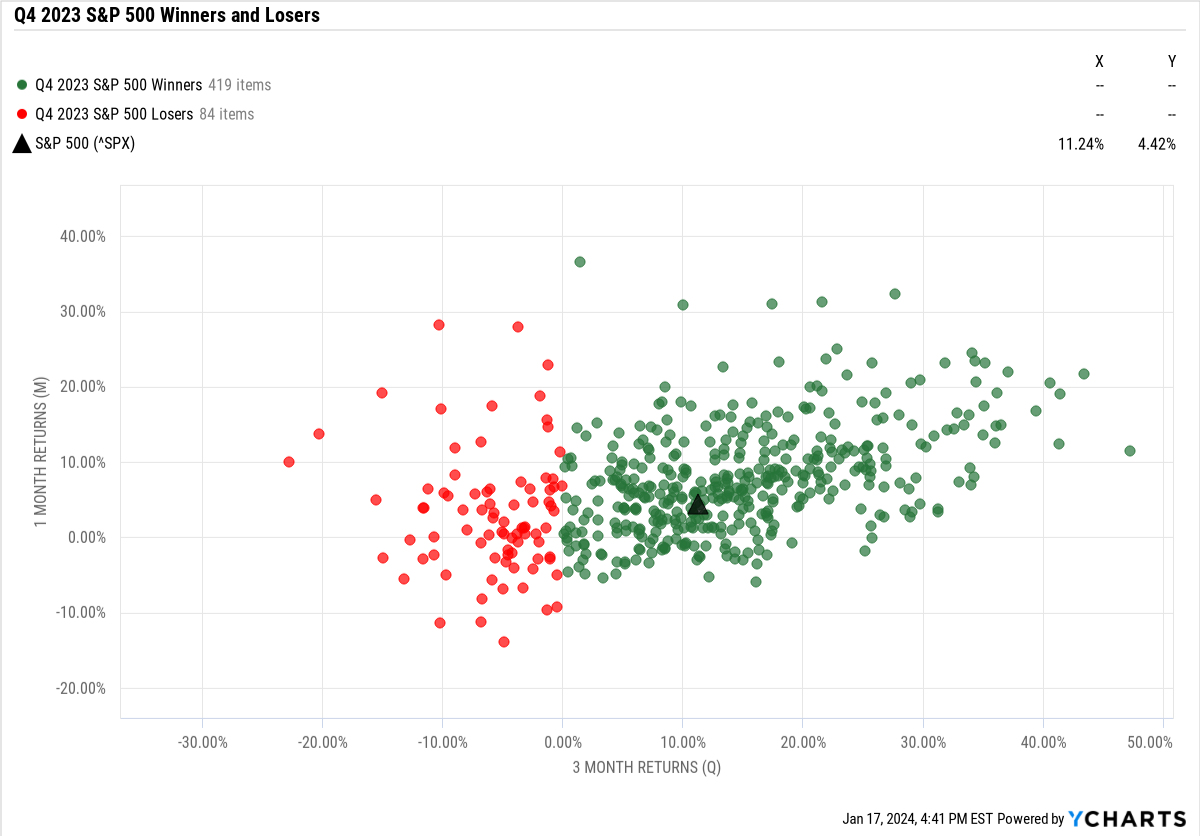 Q4 2023 S&P 500 Winners and Losers
X Y
Q4 2023 S&P 500 Winners 419 items -- --
Q4 2023 S&P 500 Losers 84 items -- --
S&P 500 (^SPX) 11.24% 4.42%
40.00%
30.00%
20.00%
10.00%
0.00%
-10.00%
-20.00%
1 MONTH RETURNS (M)
-30.00% -20.00% -10.00% 0.00% 10.00% 20.00% 30.00% 40.00% 50.00%
3 MONTH RETURNS (Q)
Jan 17, 2024, 4:41 PM EST Powered by YCHARTS